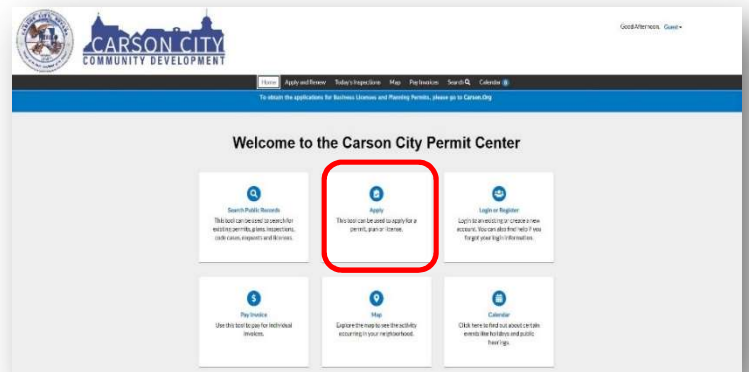 CARSON CITY
COMMUNITY DEVELOPMENT
Good Afternoon, Guest
Home Apply and Renew Today's Inspections Map Pay Invoices Search Calendar 0
To obtain the applications for Business Licenses and Planning Permits, please go to Carson.Org
Welcome to the Carson City Permit Center
Search Public Records
This tool can be used to search for
existing permits, plans, inspections,
code cases, requests and licenses.
Apply
This tool can be used to apply for a
permit, plan or license.
Login or Register
Login to an existing or create a new
account. You can also find help if you
forgot your login information.
Pay Invoice
Use this tool to pay for individual
invoices.
Map
Explore the map to see the activity
occurring in your neighborhood.
Calendar
Click here to find out about certain
events like holidays and public
hearings.